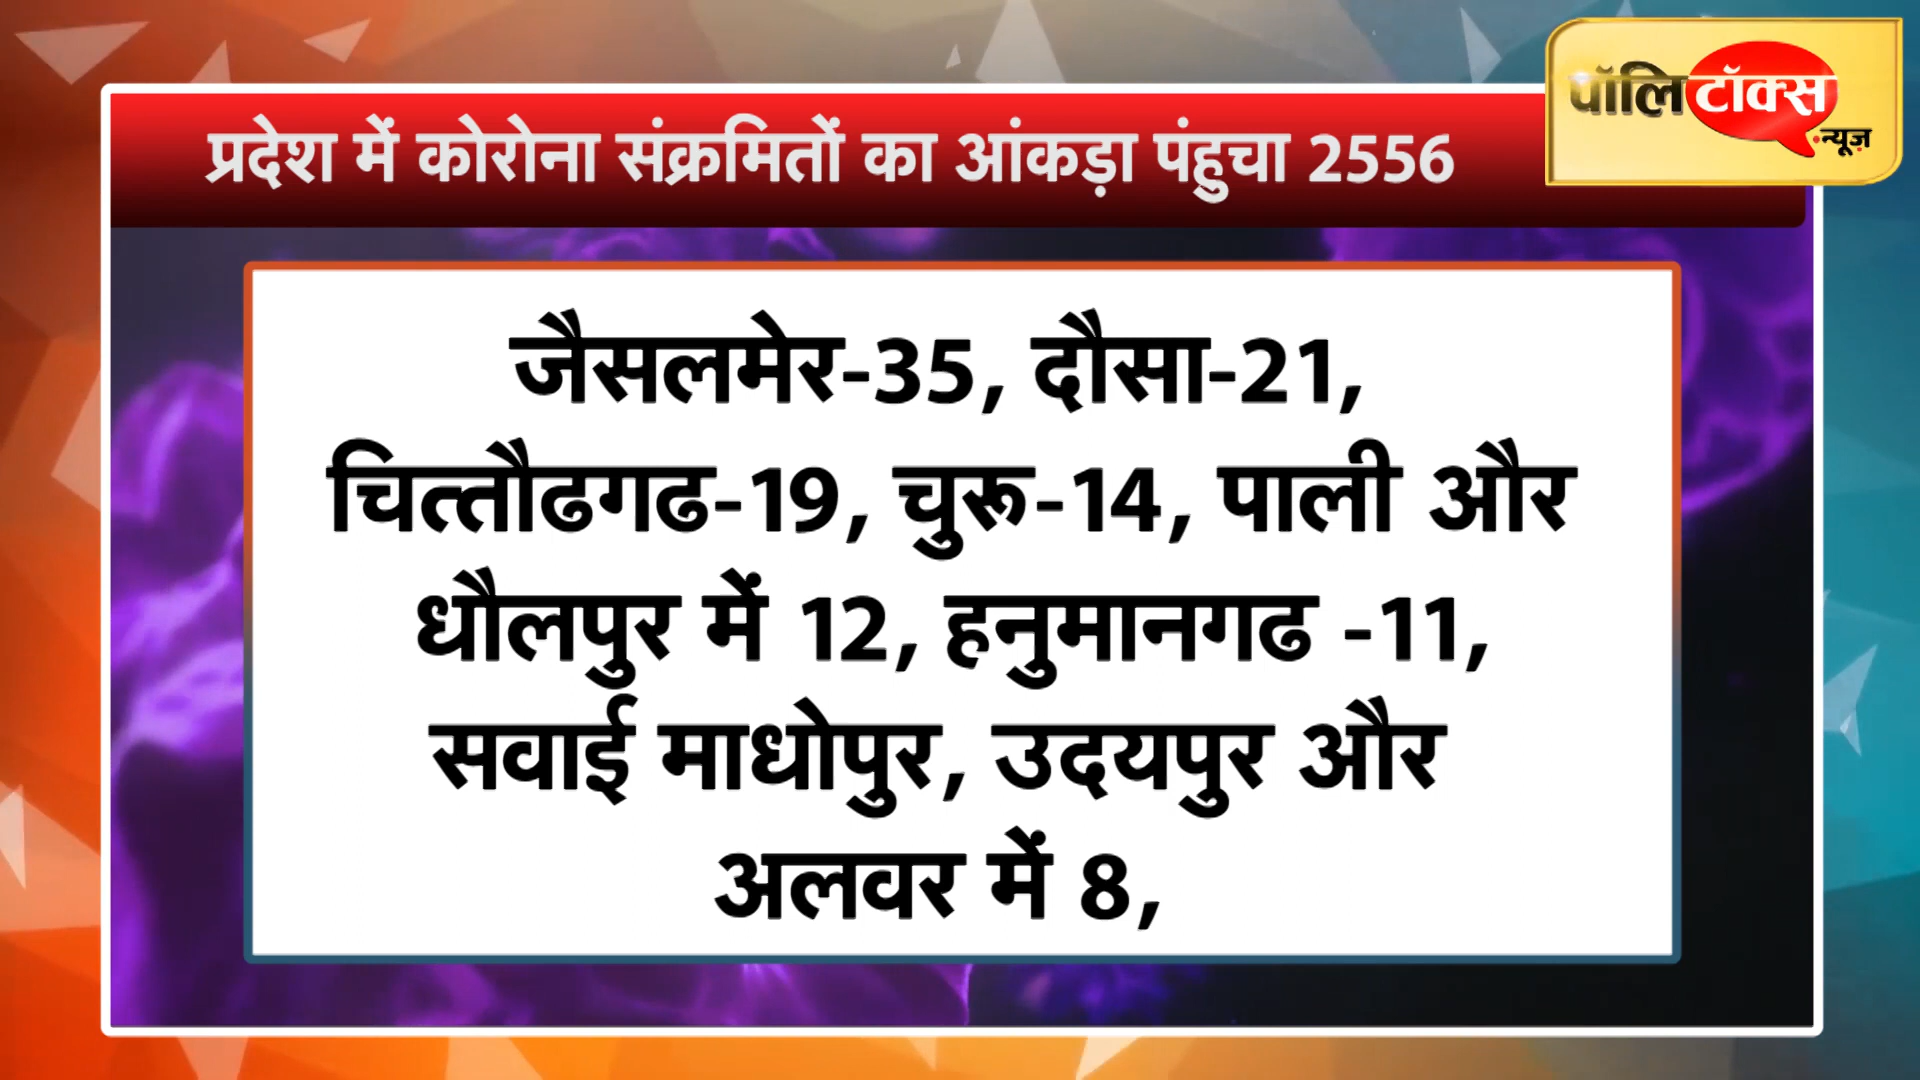 पॉलिटॉक्स
न्यूज़
प्रदेश में कोरोना संक्रमितों का आंकड़ा पंहुचा 2556
जैसलमेर-35, दौसा-21,
चित्तौढगढ-19, चुरू-14, पाली और
धौलपुर में 12, हनुमानगढ -11,
सवाई माधोपुर, उदयपुर और
अलवर में 8,